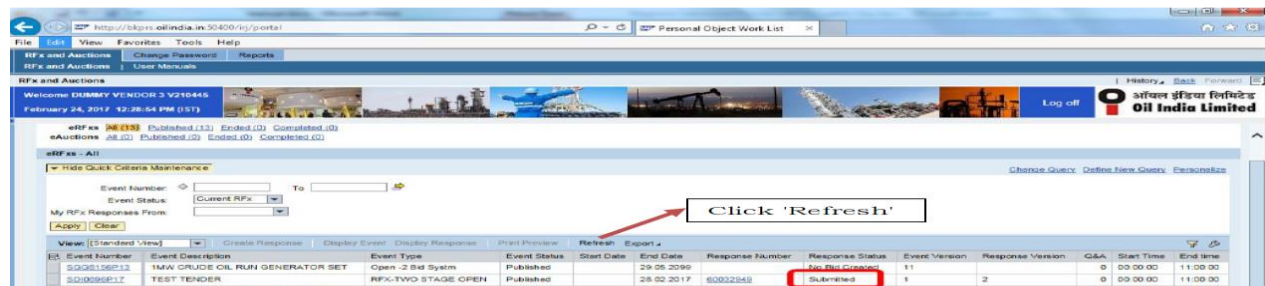 http://bkprs.oilindia.in:50400/irj/portal
Personal Object Work List
File Edit View Favorites Tools Help
RFx and Auctions Change Password Reports
RFx and Auctions | User Manuals
RFx and Auctions
History Back Forward
Welcome DUMMY VENDOR 3 V210445
February 24, 2017 12:28:54 PM (IST)
Log off
ऑयल इंडिया लिमिटेड
Oil India Limited
eRFxs All (13) Published (13) Ended (0) Completed (0)
eAuctions All (0) Published (0) Ended (0) Completed (0)
eRFxs - All
Hide Quick Criteria Maintenance
Change Query Define New Query Personalize
Event Number: To
Event Status: Current RFx
My RFx Responses From:
Click 'Refresh'
Apply Clear
View: [Standard View] Create Response Display Event Display Response Print Preview Refresh Export
Event Number Event Description Event Type Event Status Start Date End Date Response Number Response Status Event Version Response Version Q&A Start Time End time
SGG5156P13 1MW CRUDE OIL RUN GENERATOR SET Open -2 Bid Systm Published 29.05.2099 No Bid Created 11 0 00:00:00 11:00:00
SDI0096P17 TEST TENDER RFX-TWO STAGE OPEN Published 28.02.2017 60032949 Submitted 1 2 0 00:00:00 11:00:00